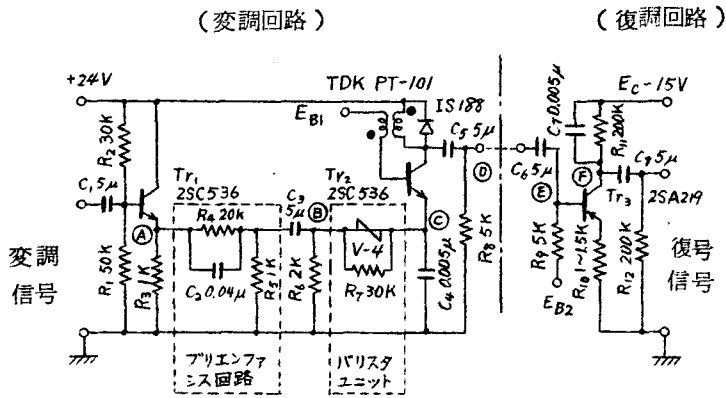 (変調回路)
(復調回路)
+24V
TDK PT-101
EB1
IS188
C5 5μ
D
C6 5μ
E
C7 0.005μ
EC-15V
R11 200K
C9 5μ
F
Tr3
2SA219
R2 30K
C1 5μ
Tr1
2SC536
Tr2
2SC536
C3
5μ
B
C
A
R4 20K
C2 0.04μ
R5 1K
R6 2K
V-4
R7 30K
C4 0.005μ
R8 5K
R9 5K
EB2
R10 1~1.5K
R12 200K
変調
信号
R1 50K
R3 1K
復号
信号
プリエンファ
シス回路
バリスタ
ユニット